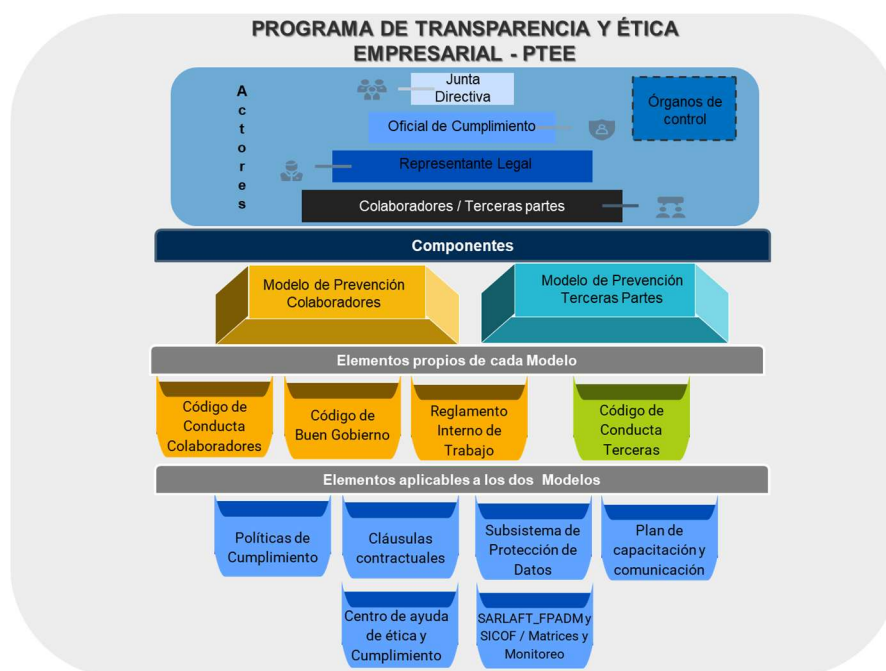 PROGRAMA DE TRANSPARENCIA Y ÉTICA
EMPRESARIAL - PTEE
Actores
Junta
Directiva
Órganos de
control
Oficial de Cumplimiento
Representante Legal
Colaboradores / Terceras partes
Componentes
Modelo de Prevención
Colaboradores
Modelo de Prevención
Terceras Partes
Elementos propios de cada Modelo
Código de
Conducta
Colaboradores
Código de
Buen Gobierno
Reglamento
Interno de
Trabajo
Código de
Conducta
Terceras
Elementos aplicables a los dos Modelos
Políticas de
Cumplimiento
Cláusulas
contractuales
Subsistema de
Protección de
Datos
Plan de
capacitación y
comunicación
Centro de ayuda
de ética y
Cumplimiento
SARLAFT_FPADM y
SICOF / Matrices y
Monitoreo